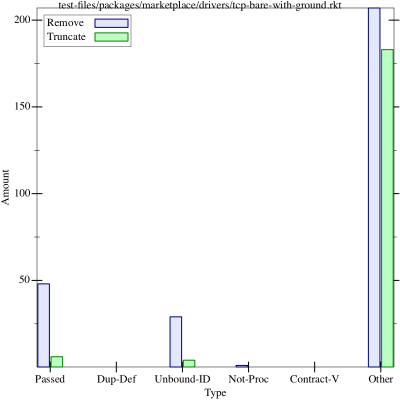 test-files/packages/marketplace/drivers/tcp-bare-with-ground.rkt
Remove
Truncate
200
150
100
50
Amount
Passed Dup-Def Unbound-ID Not-Proc Contract-V Other
Type